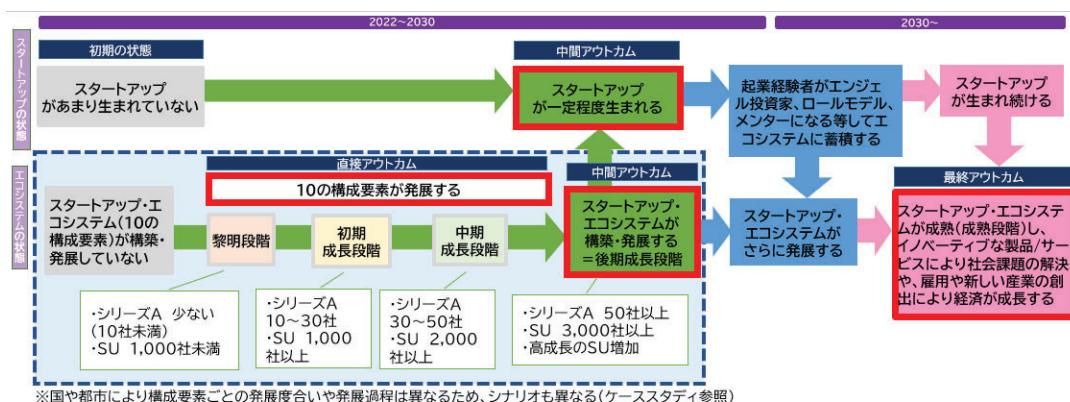 2022~2030
2030~
スタートアップの状態
初期の状態
スタートアップ
があまり生まれていない
中間アウトカム
スタートアップ
が一定程度生まれる
起業経験者がエンジェ
ル投資家、ロールモデル、
メンターになる等してエ
コシステムに蓄積する
スタートアップ
が生まれ続ける
エコシステムの状態
スタートアップ・エ
コシステム(10の
構成要素)が構築・
発展していない
直接アウトカム
10の構成要素が発展する
黎明段階
初期
成長段階
中期
成長段階
中間アウトカム
スタートアップ・
エコシステムが
構築・発展する
=後期成長段階
スタートアップ・
エコシステムが
さらに発展する
最終アウトカム
スタートアップ・エコシステ
ムが成熟(成熟段階)し、
イノベーティブな製品/サー
ビスにより社会課題の解決
や、雇用や新しい産業の創
出により経済が成長する
・シリーズA 少ない
(10社未満)
・SU 1,000社未満
・シリーズA
10~30社
・SU 1,000
社以上
・シリーズA
30~50社
・SU 2,000
社以上
・シリーズA 50社以上
・SU 3,000社以上
・高成長のSU増加
※国や都市により構成要素ごとの発展度合いや発展過程は異なるため、シナリオも異なる(ケーススタディ参照)